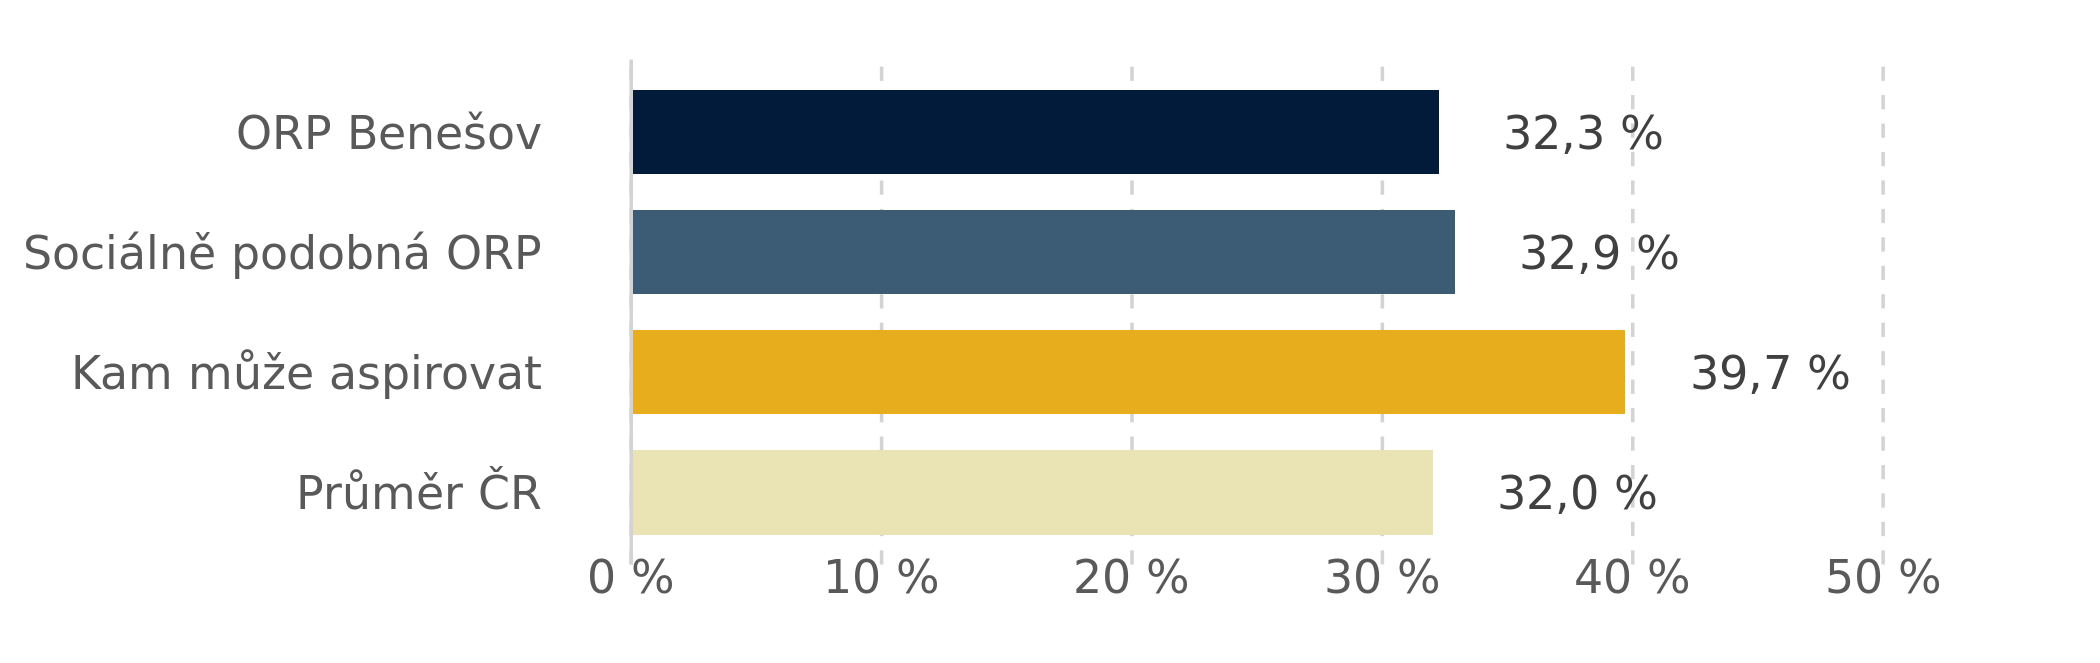 ORP Benešov 32,3 %
Sociálně podobná ORP 32,9 %
Kam může aspirovat 39,7 %
Průměr ČR 32,0 %
0 % 10 % 20 % 30 % 40 % 50 %